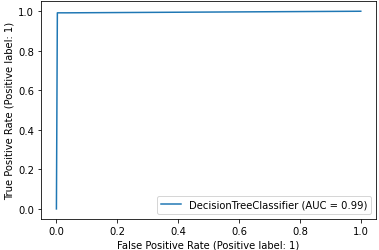 True Positive Rate (Positive label: 1)
1.0
0.8
0.6
0.4
0.2
0.0
DecisionTreeClassifier (AUC = 0.99)
0.0 0.2 0.4 0.6 0.8 1.0
False Positive Rate (Positive label: 1)